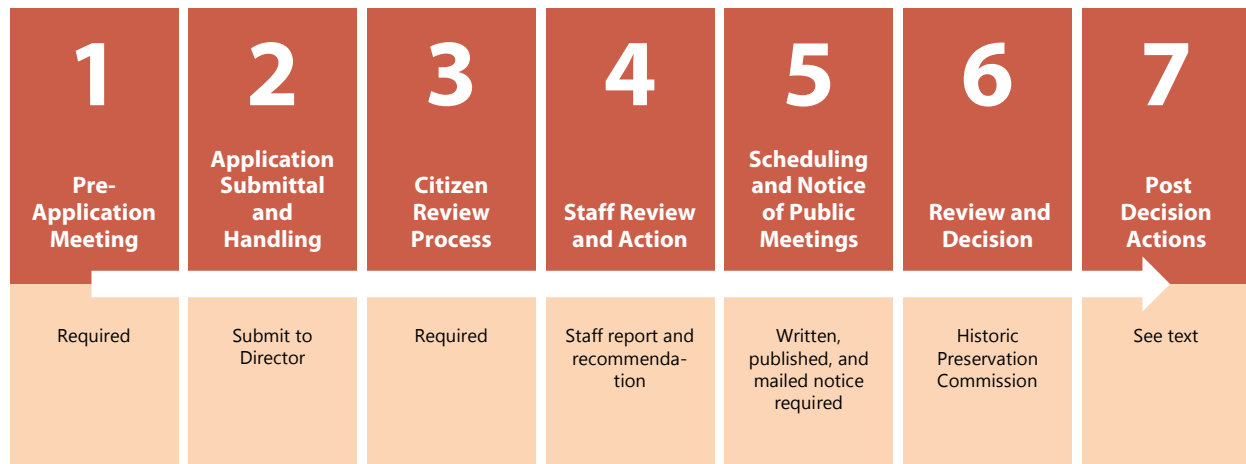 1
Pre-
Application
Meeting
Required
2
Application
Submittal
and
Handling
Submit to
Director
3
Citizen
Review
Process
Required
4
Staff Review
and Action
Staff report and
recommenda-
tion
5
Scheduling
and Notice
of Public
Meetings
Written,
published, and
mailed notice
required
6
Review and
Decision
Historic
Preservation
Commission
7
Post
Decision
Actions
See text